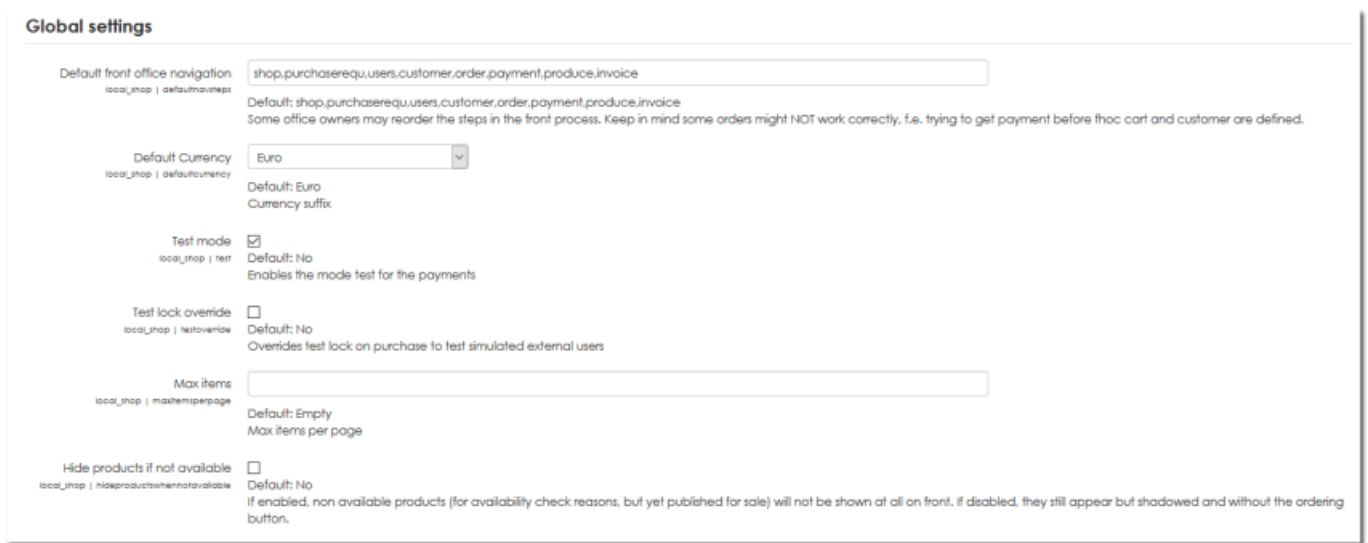 Global settings
Default front office navigation
shop,purchaserequ,users,customer,order,payment,produce,invoice
local_shop | defaultnavsteps
Default: shop,purchaserequ,users,customer,order,payment,produce,invoice
Some office owners may reorder the steps in the front process. Keep in mind some orders might NOT work correctly, f.e. trying to get payment before thoc cart and customer are defined.
Default Currency
Euro
local_shop | defaultcurrency
Default: Euro
Currency suffix
Test mode
local_shop | test
Default: No
Enables the mode test for the payments
Test lock override
local_shop | testoverride
Default: No
Overrides test lock on purchase to test simulated external users
Max items
local_shop | maxitemsperpage
Default: Empty
Max items per page
Hide products if not available
local_shop | hideproductswhennotavailable
Default: No
If enabled, non available products (for availability check reasons, but yet published for sale) will not be shown at all on front. If disabled, they still appear but shadowed and without the ordering
button.